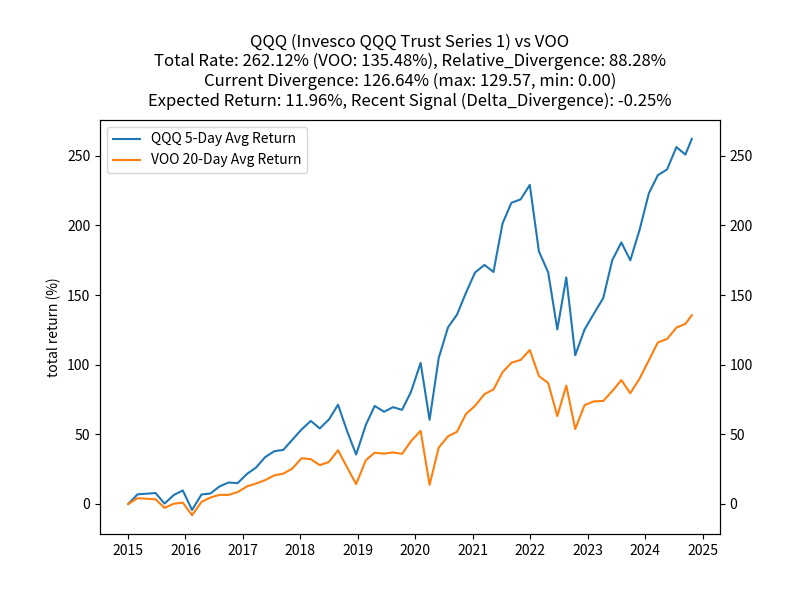 QQQ (Invesco QQQ Trust Series 1) vs VOO
Total Rate: 262.12% (VOO: 135.48%), Relative_Divergence: 88.28%
Current Divergence: 126.64% (max: 129.57, min: 0.00)
Expected Return: 11.96%, Recent Signal (Delta_Divergence): -0.25%
QQQ 5-Day Avg Return
VOO 20-Day Avg Return
total return (%)
250
200
150
100
50
0
250
200
150
100
50
0
2015 2016 2017 2018 2019 2020 2021 2022 2023 2024 2025